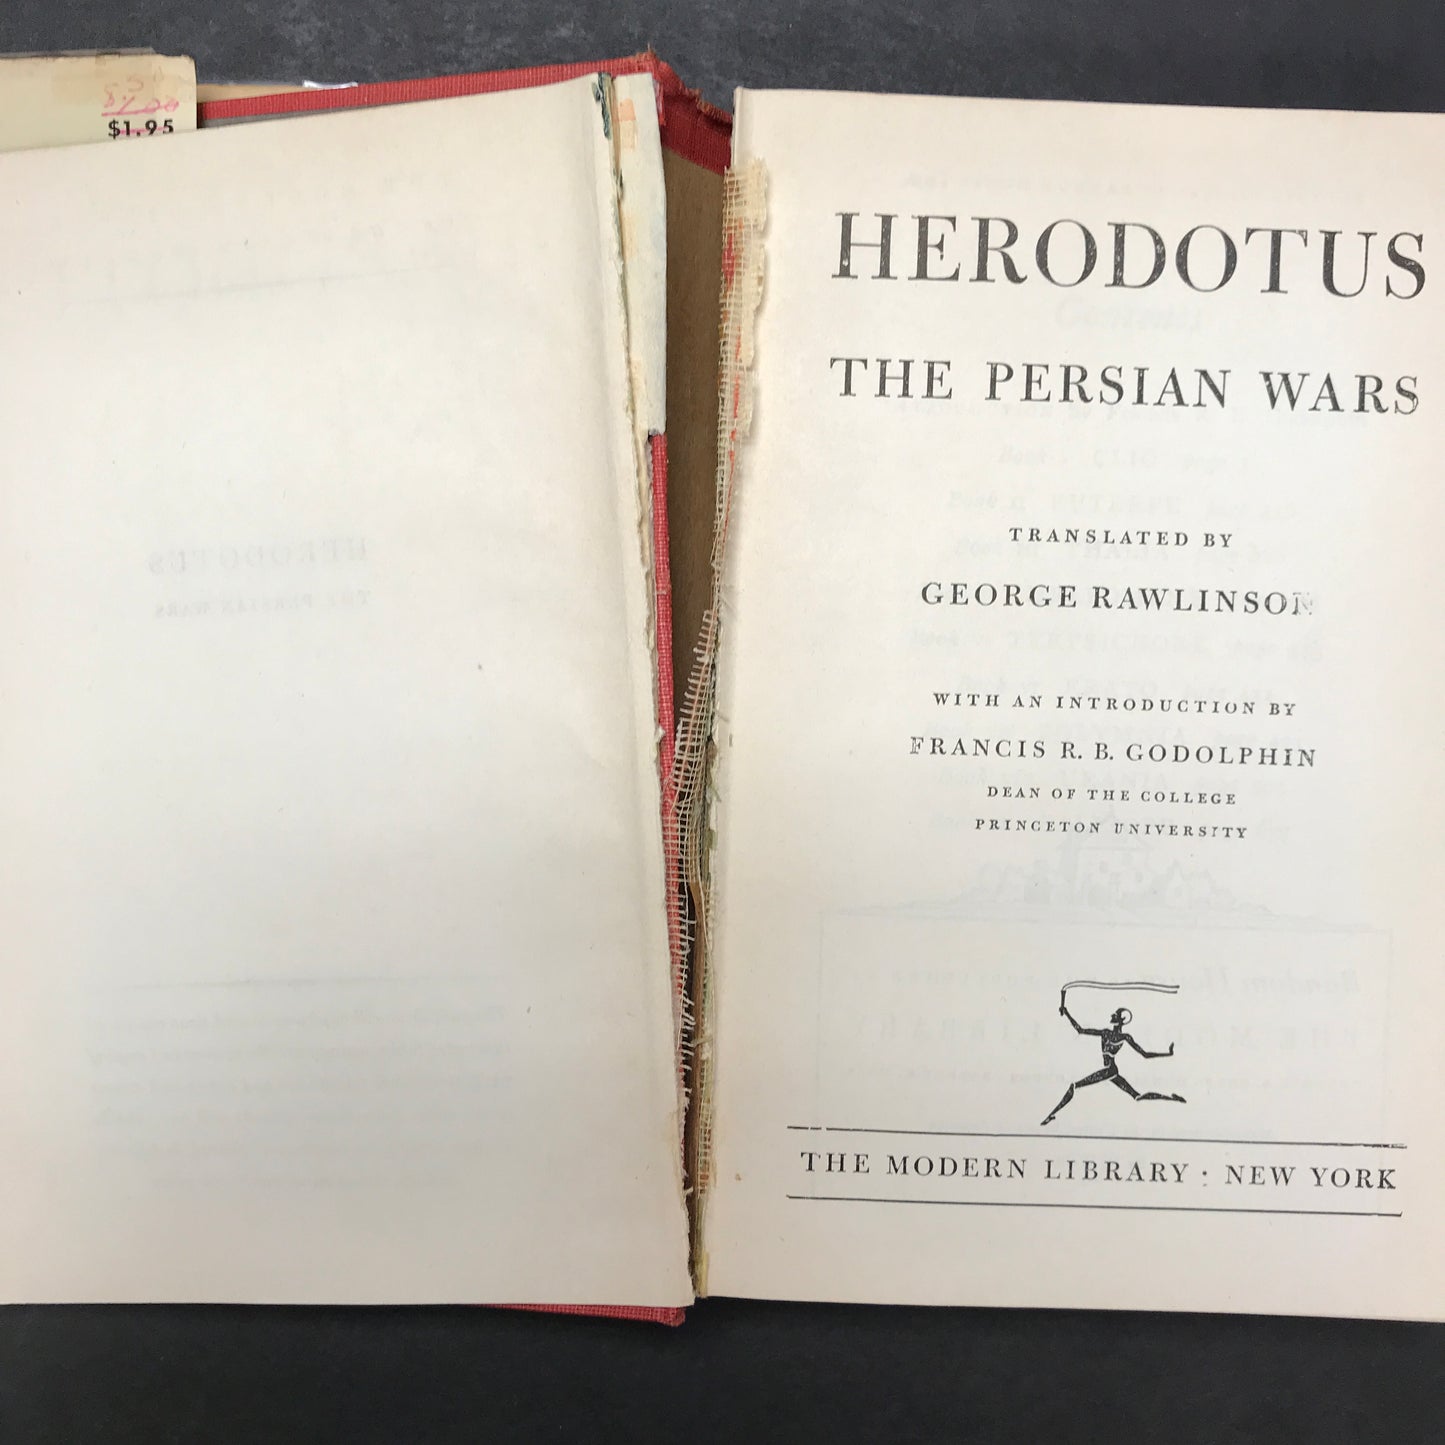 $1.95
HERODOTUS
THE PERSIAN WARS
TRANSLATED BY
GEORGE RAWLINSON
WITH AN INTRODUCTION BY
FRANCIS R. B. GODOLPHIN
DEAN OF THE COLLEGE
PRINCETON UNIVERSITY
THE MODERN LIBRARY : NEW YORK